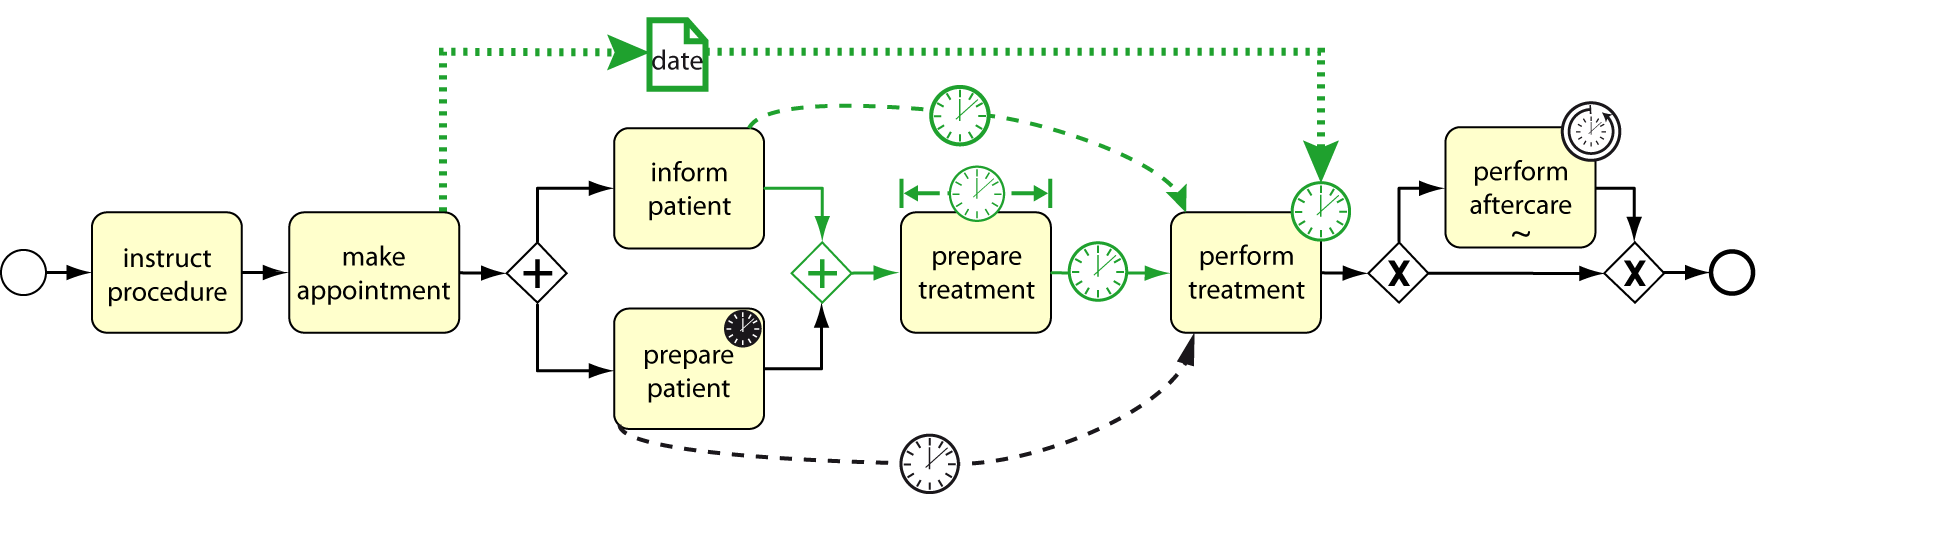 date
instruct
procedure
make
appointment
inform
patient
prepare
patient
prepare
treatment
perform
treatment
X
perform
aftercare
~
X